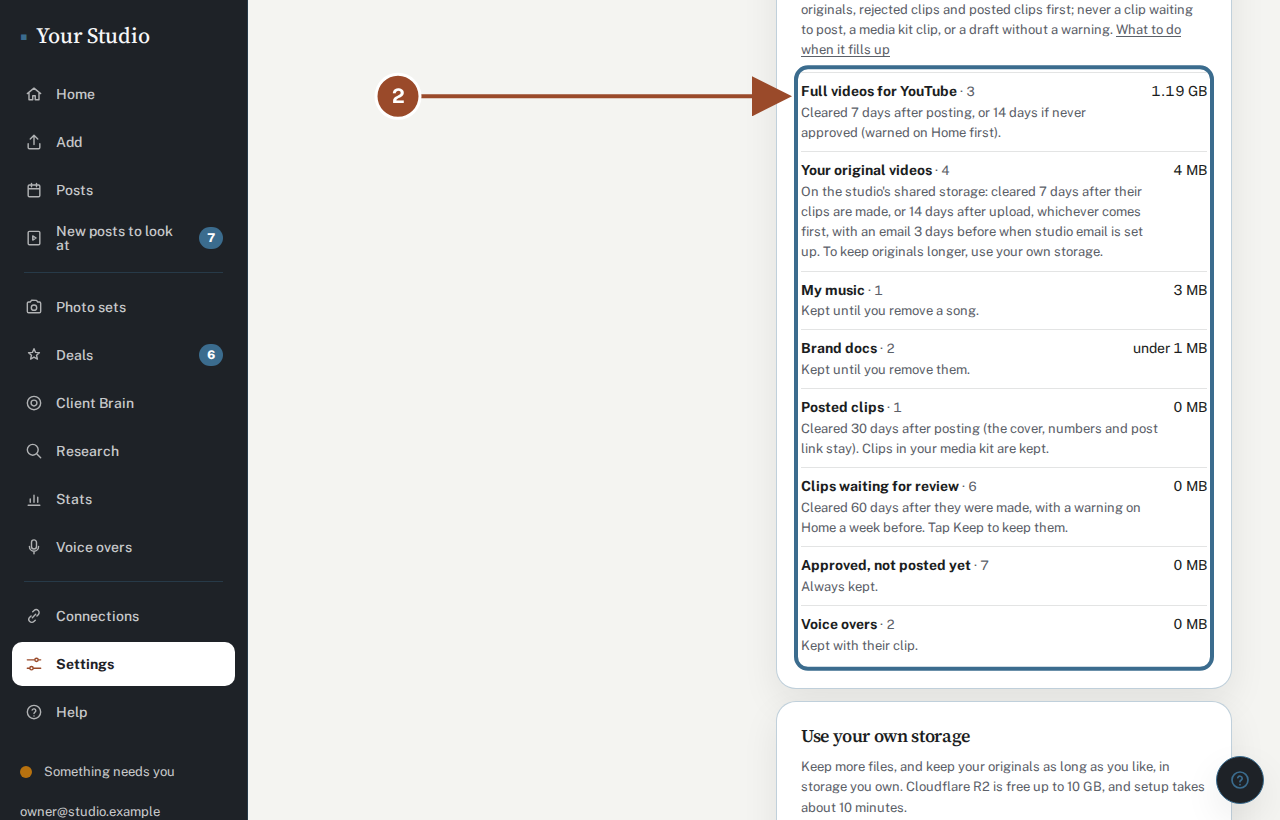 Your Studio
Home
Add
Posts
New posts to look
at
7
Photo sets
Deals
6
Client Brain
Research
Stats
Voice overs
Connections
Settings
Help
Something needs you
owner@studio.example
originals, rejected clips and posted clips first; never a clip waiting
to post, a media kit clip, or a draft without a warning. What to do
when it fills up
2
Full videos for YouTube · 3 1.19 GB
Cleared 7 days after posting, or 14 days if never
approved (warned on Home first).
Your original videos · 4 4 MB
On the studio's shared storage: cleared 7 days after their
clips are made, or 14 days after upload, whichever comes
first, with an email 3 days before when studio email is set
up. To keep originals longer, use your own storage.
My music · 1 3 MB
Kept until you remove a song.
Brand docs · 2 under 1 MB
Kept until you remove them.
Posted clips · 1 0 MB
Cleared 30 days after posting (the cover, numbers and post
link stay). Clips in your media kit are kept.
Clips waiting for review · 6 0 MB
Cleared 60 days after they were made, with a warning on
Home a week before. Tap Keep to keep them.
Approved, not posted yet · 7 0 MB
Always kept.
Voice overs · 2 0 MB
Kept with their clip.
Use your own storage
Keep more files, and keep your originals as long as you like, in
storage you own. Cloudflare R2 is free up to 10 GB, and setup takes
about 10 minutes.